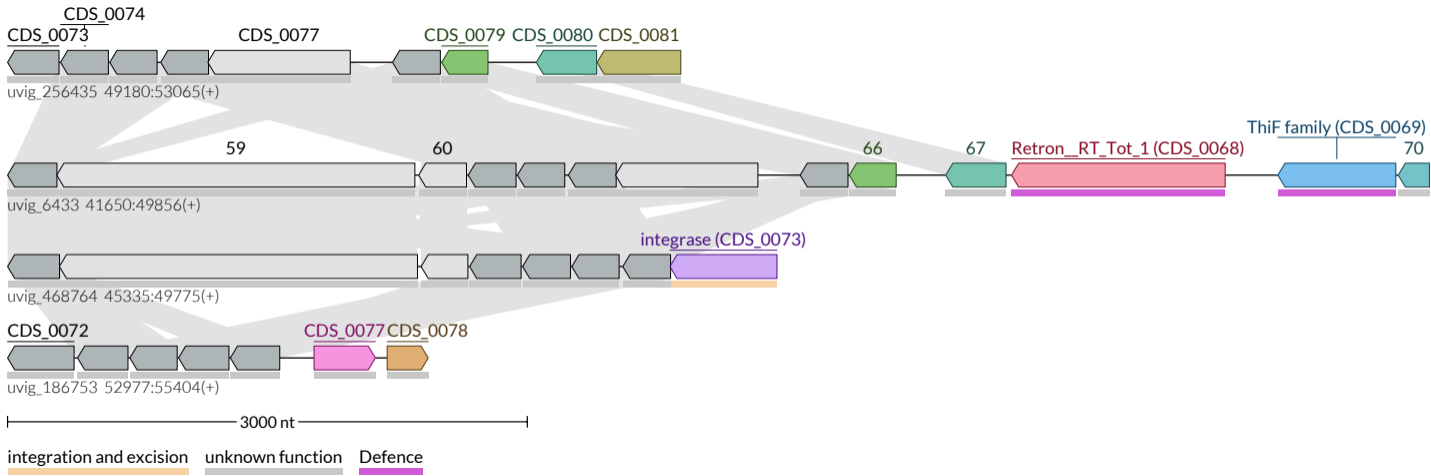 CDS_0074
CDS_0073 CDS_0077 CDS_0079 CDS_0080 CDS_0081
uvig_256435 49180:53065(+)
ThiF family (CDS_0069)
59 60 66 67 Retron__RT_Tot_1 (CDS_0068) 70
uvig_6433 41650:49856(+)
integrase (CDS_0073)
uvig_468764 45335:49775(+)
CDS_0072 CDS_0077 CDS_0078
uvig_186753 52977:55404(+)
3000 nt
integration and excision unknown function Defence